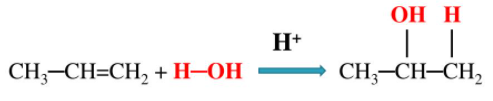 OH H
H⁺
CH₃—CH=CH₂ + H—OH CH₃—CH—CH₂